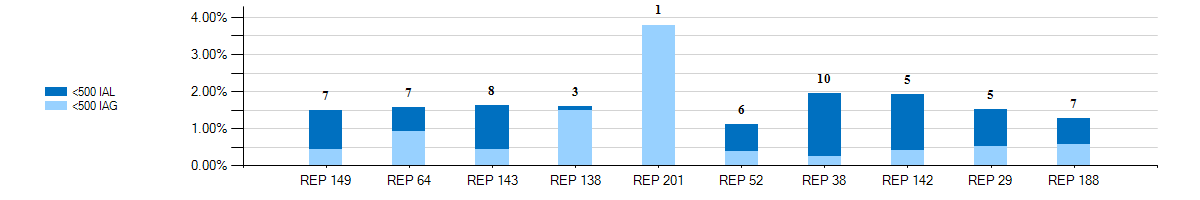 4.00%
3.00%
2.00%
1.00%
0.00%
<500 IAL
<500 IAG
7
7
8
3
1
6
10
5
5
7
REP 149
REP 64
REP 143
REP 138
REP 201
REP 52
REP 38
REP 142
REP 29
REP 188